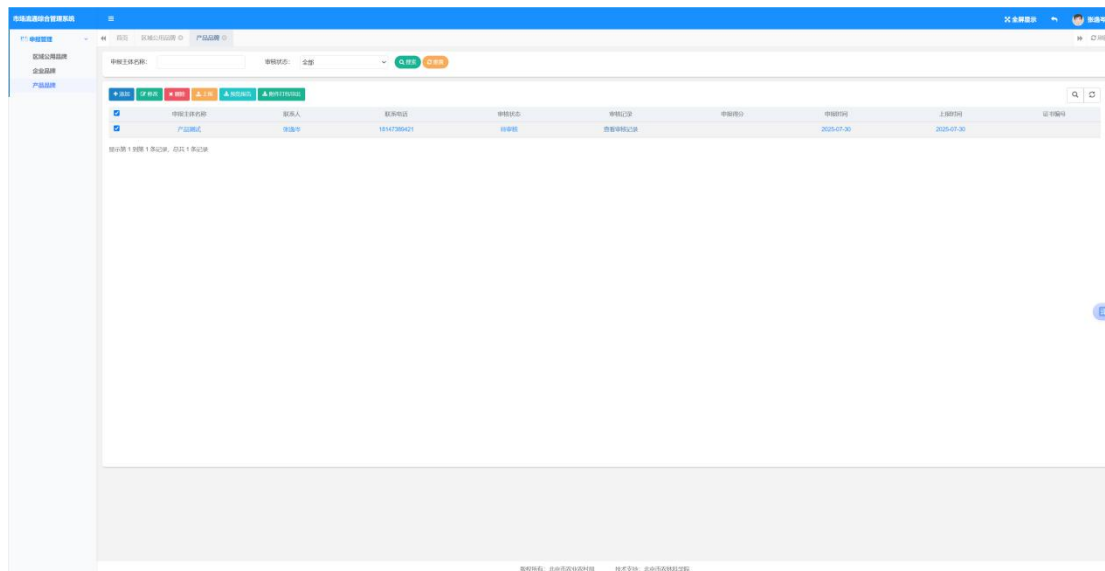 市场流通综合管理系统
全屏显示
申报管理
首页 区域公用品牌 产品品牌
区域公用品牌
企业品牌
产品品牌
申报主体名称： 审核状态： 全部 搜索
添加 修改 删除 上报
申报主体名称 联系人 联系电话 审核状态 审核记录 申报得分 申报时间 上报时间 证书编号
产品测试 18147386421 待审核 查看审核记录 2025-07-30 2025-07-30
显示第 1 到第 1 条记录，总共 1 条记录